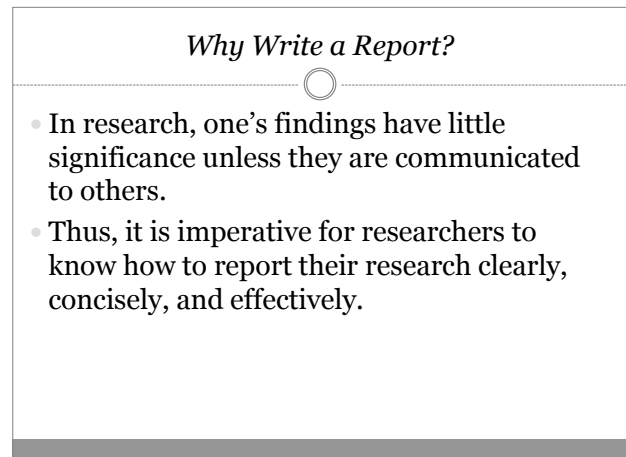 Why Write a Report?
• In research, one’s findings have little
significance unless they are communicated
to others.
• Thus, it is imperative for researchers to
know how to report their research clearly,
concisely, and effectively.